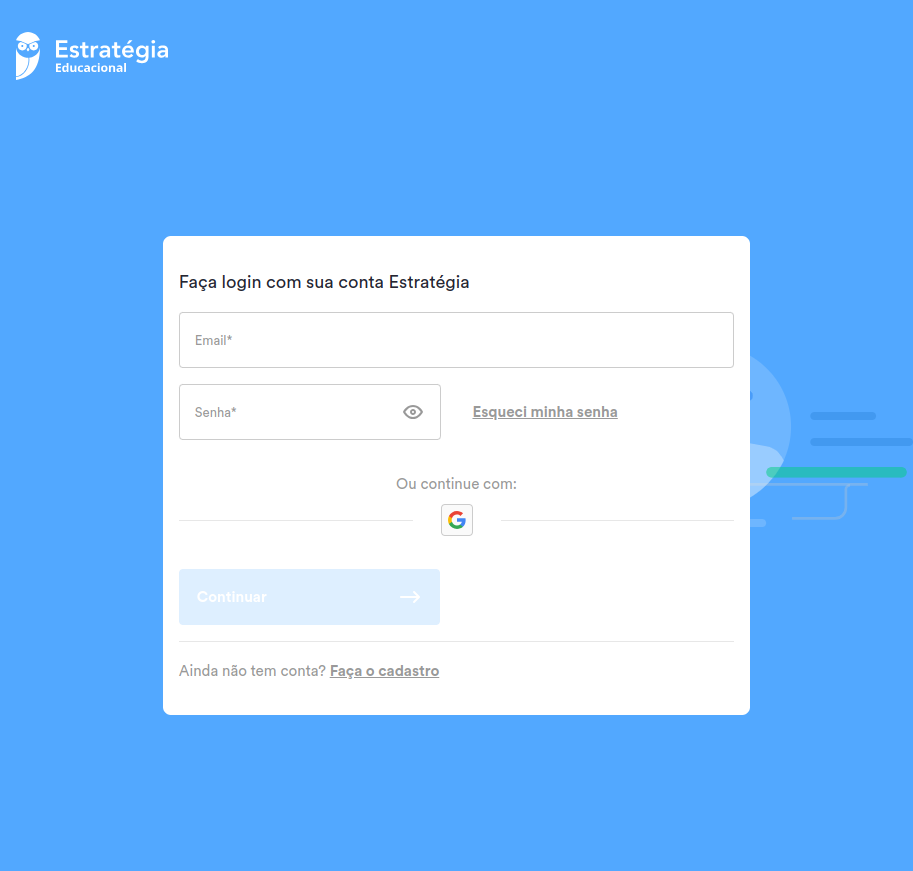 Estratégia
Educacional
Faça login com sua conta Estratégia
Email*
Senha*
Esqueci minha senha
Ou continue com:
Continuar
Ainda não tem conta? Faça o cadastro